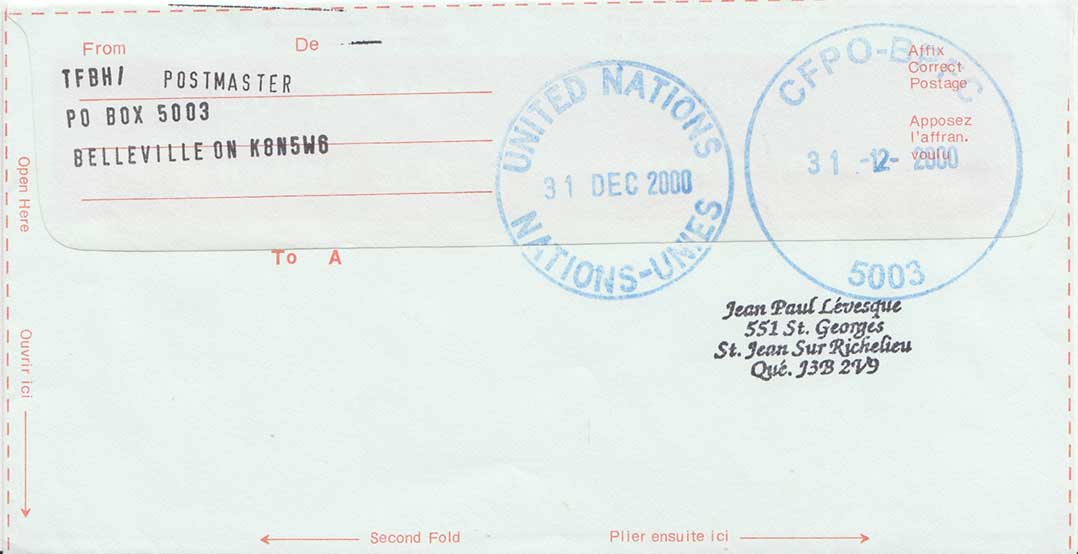 From De
TFBH/ POSTMASTER
PO BOX 5003
BELLEVILLE ON K8N5W6
UNITED NATIONS
31 DEC 2000
NATIONS-UNIES
CFPO-
31 -12- 2000
5003
Affix
Correct
Postage
Apposez
l'affran.
voulu
Open Here
Ouvrir ici
To A
Jean Paul Lévesque
551 St. Georges
St. Jean Sur Richelieu
Qué. J3B 2V9
Second Fold Plier ensuite ici